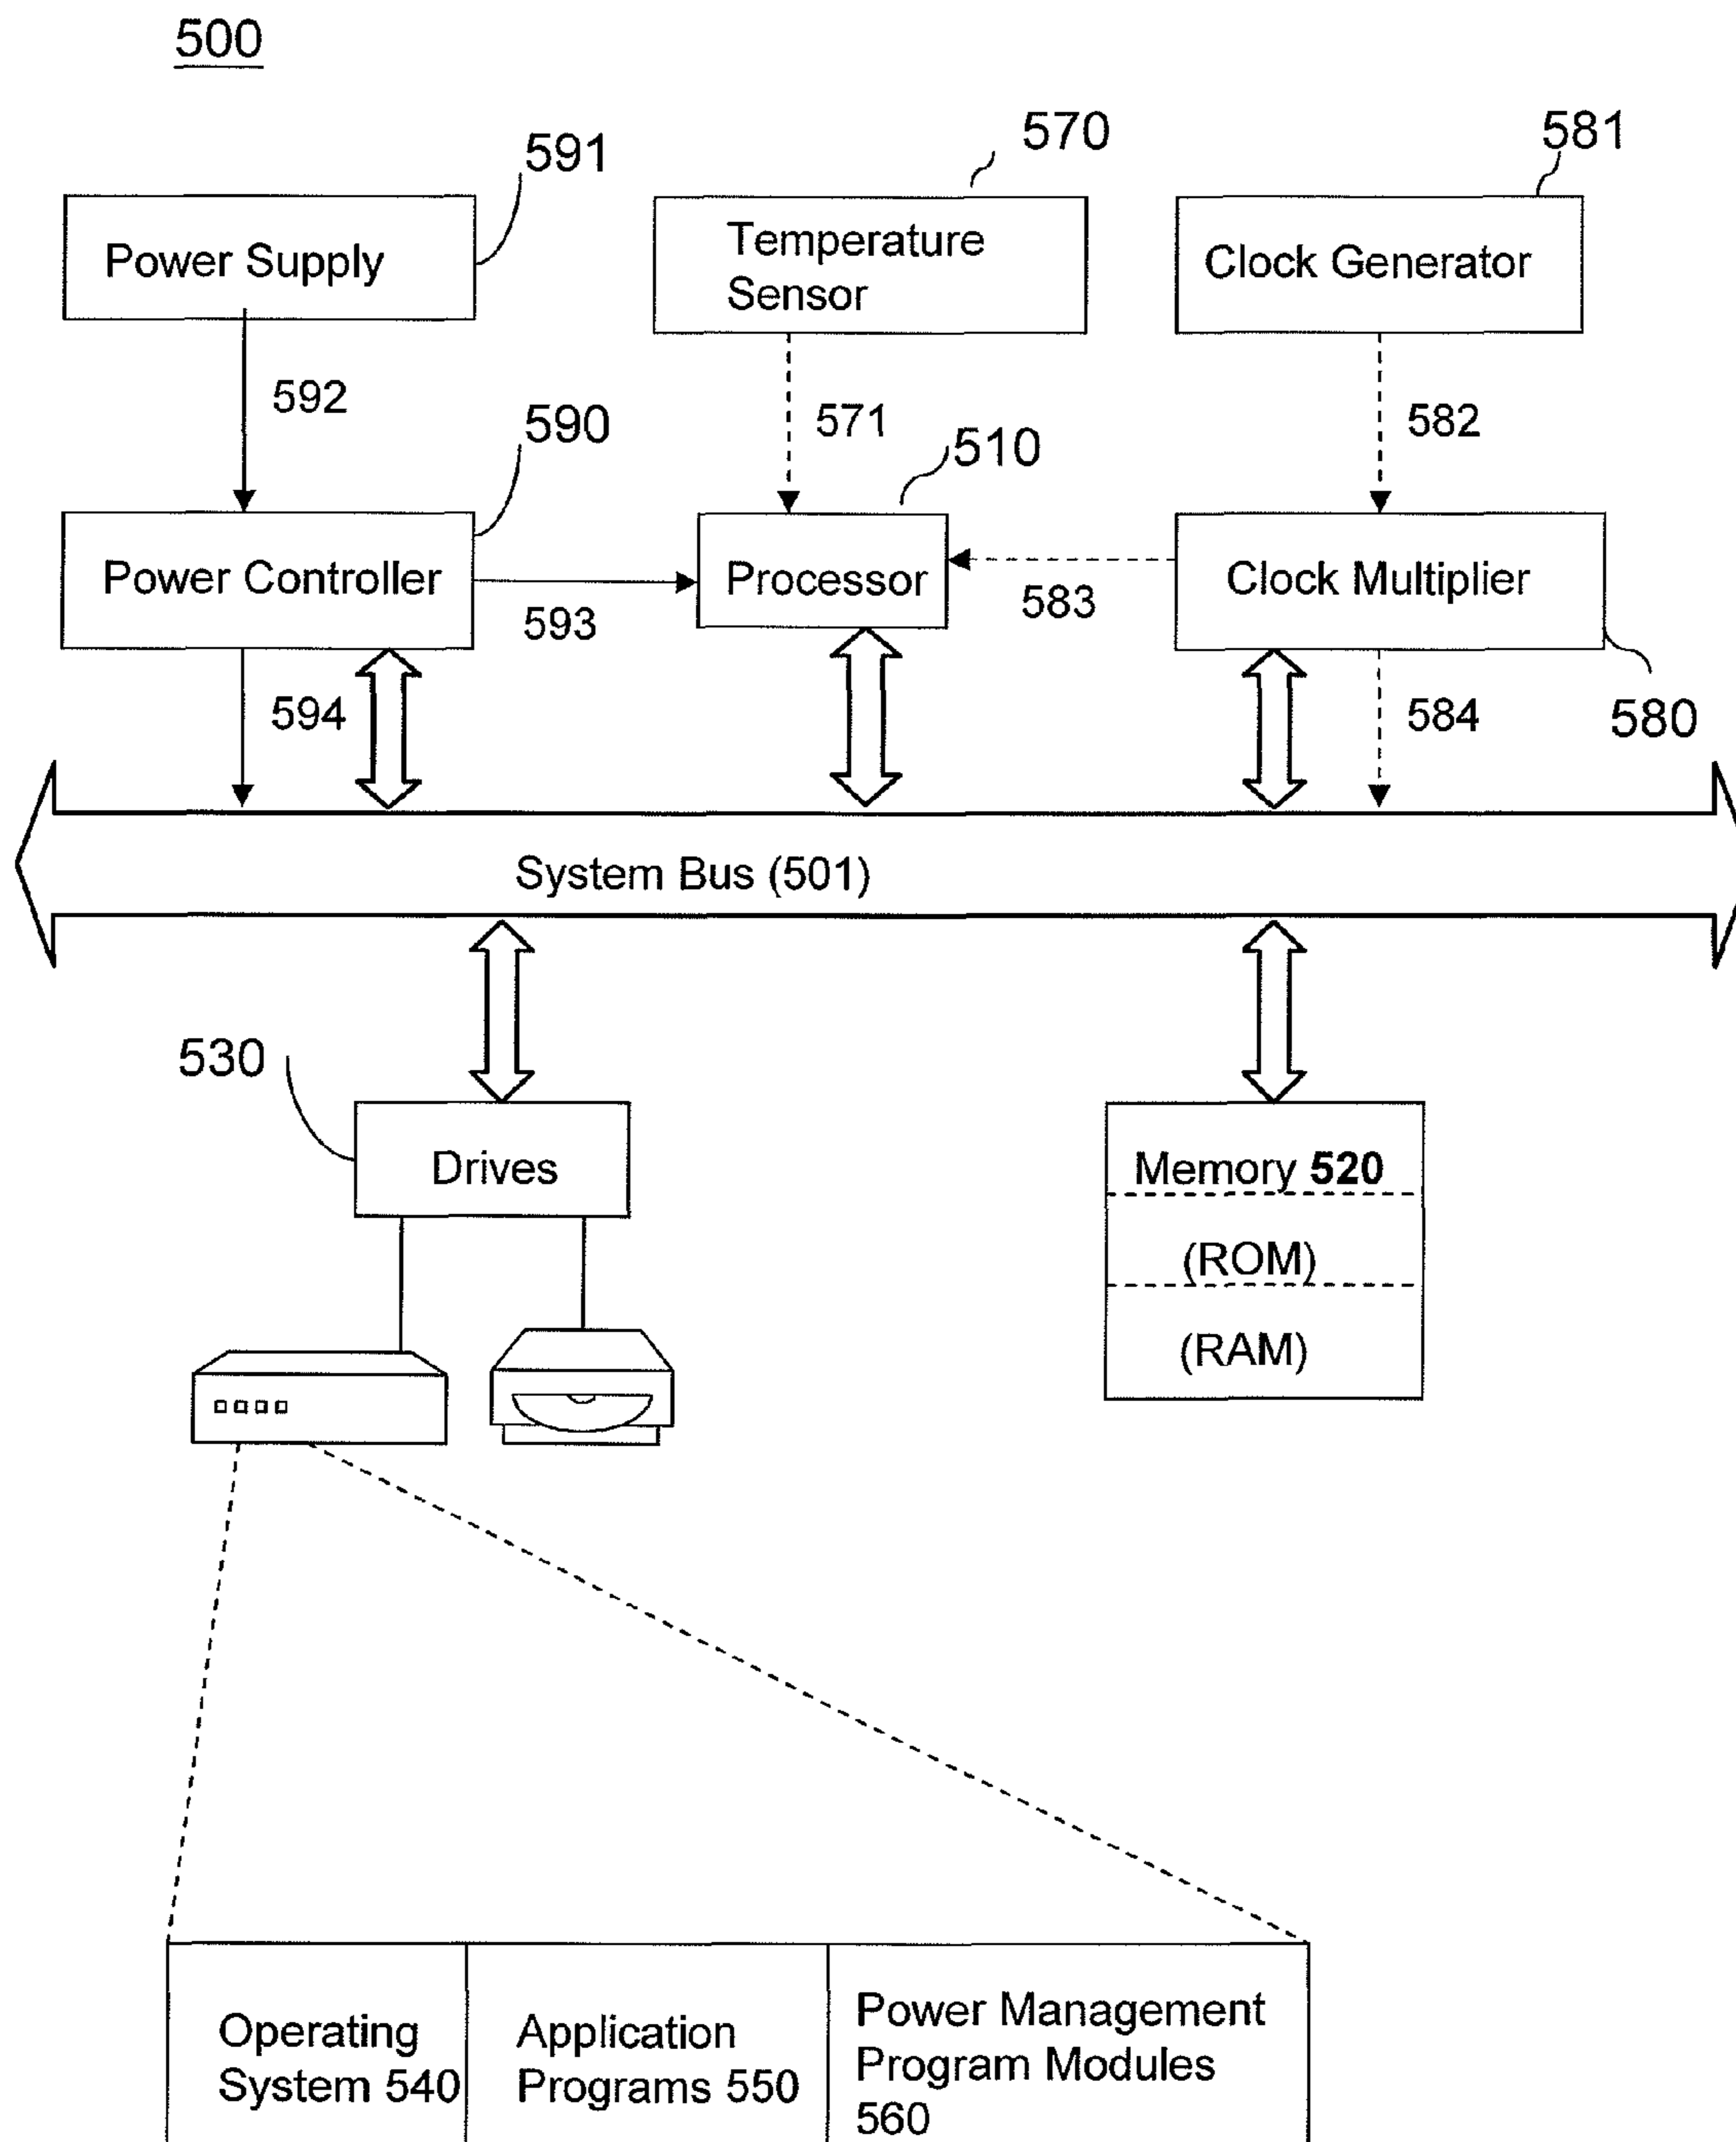 500
591
570
581
Power Supply
Temperature
Sensor
Clock Generator
592
571
582
590
510
Power Controller
Processor
Clock Multiplier
593
583
594
584
580
System Bus (501)
530
Drives
Memory 520
(ROM)
(RAM)
Operating
System 540
Application
Programs 550
Power Management
Program Modules
560